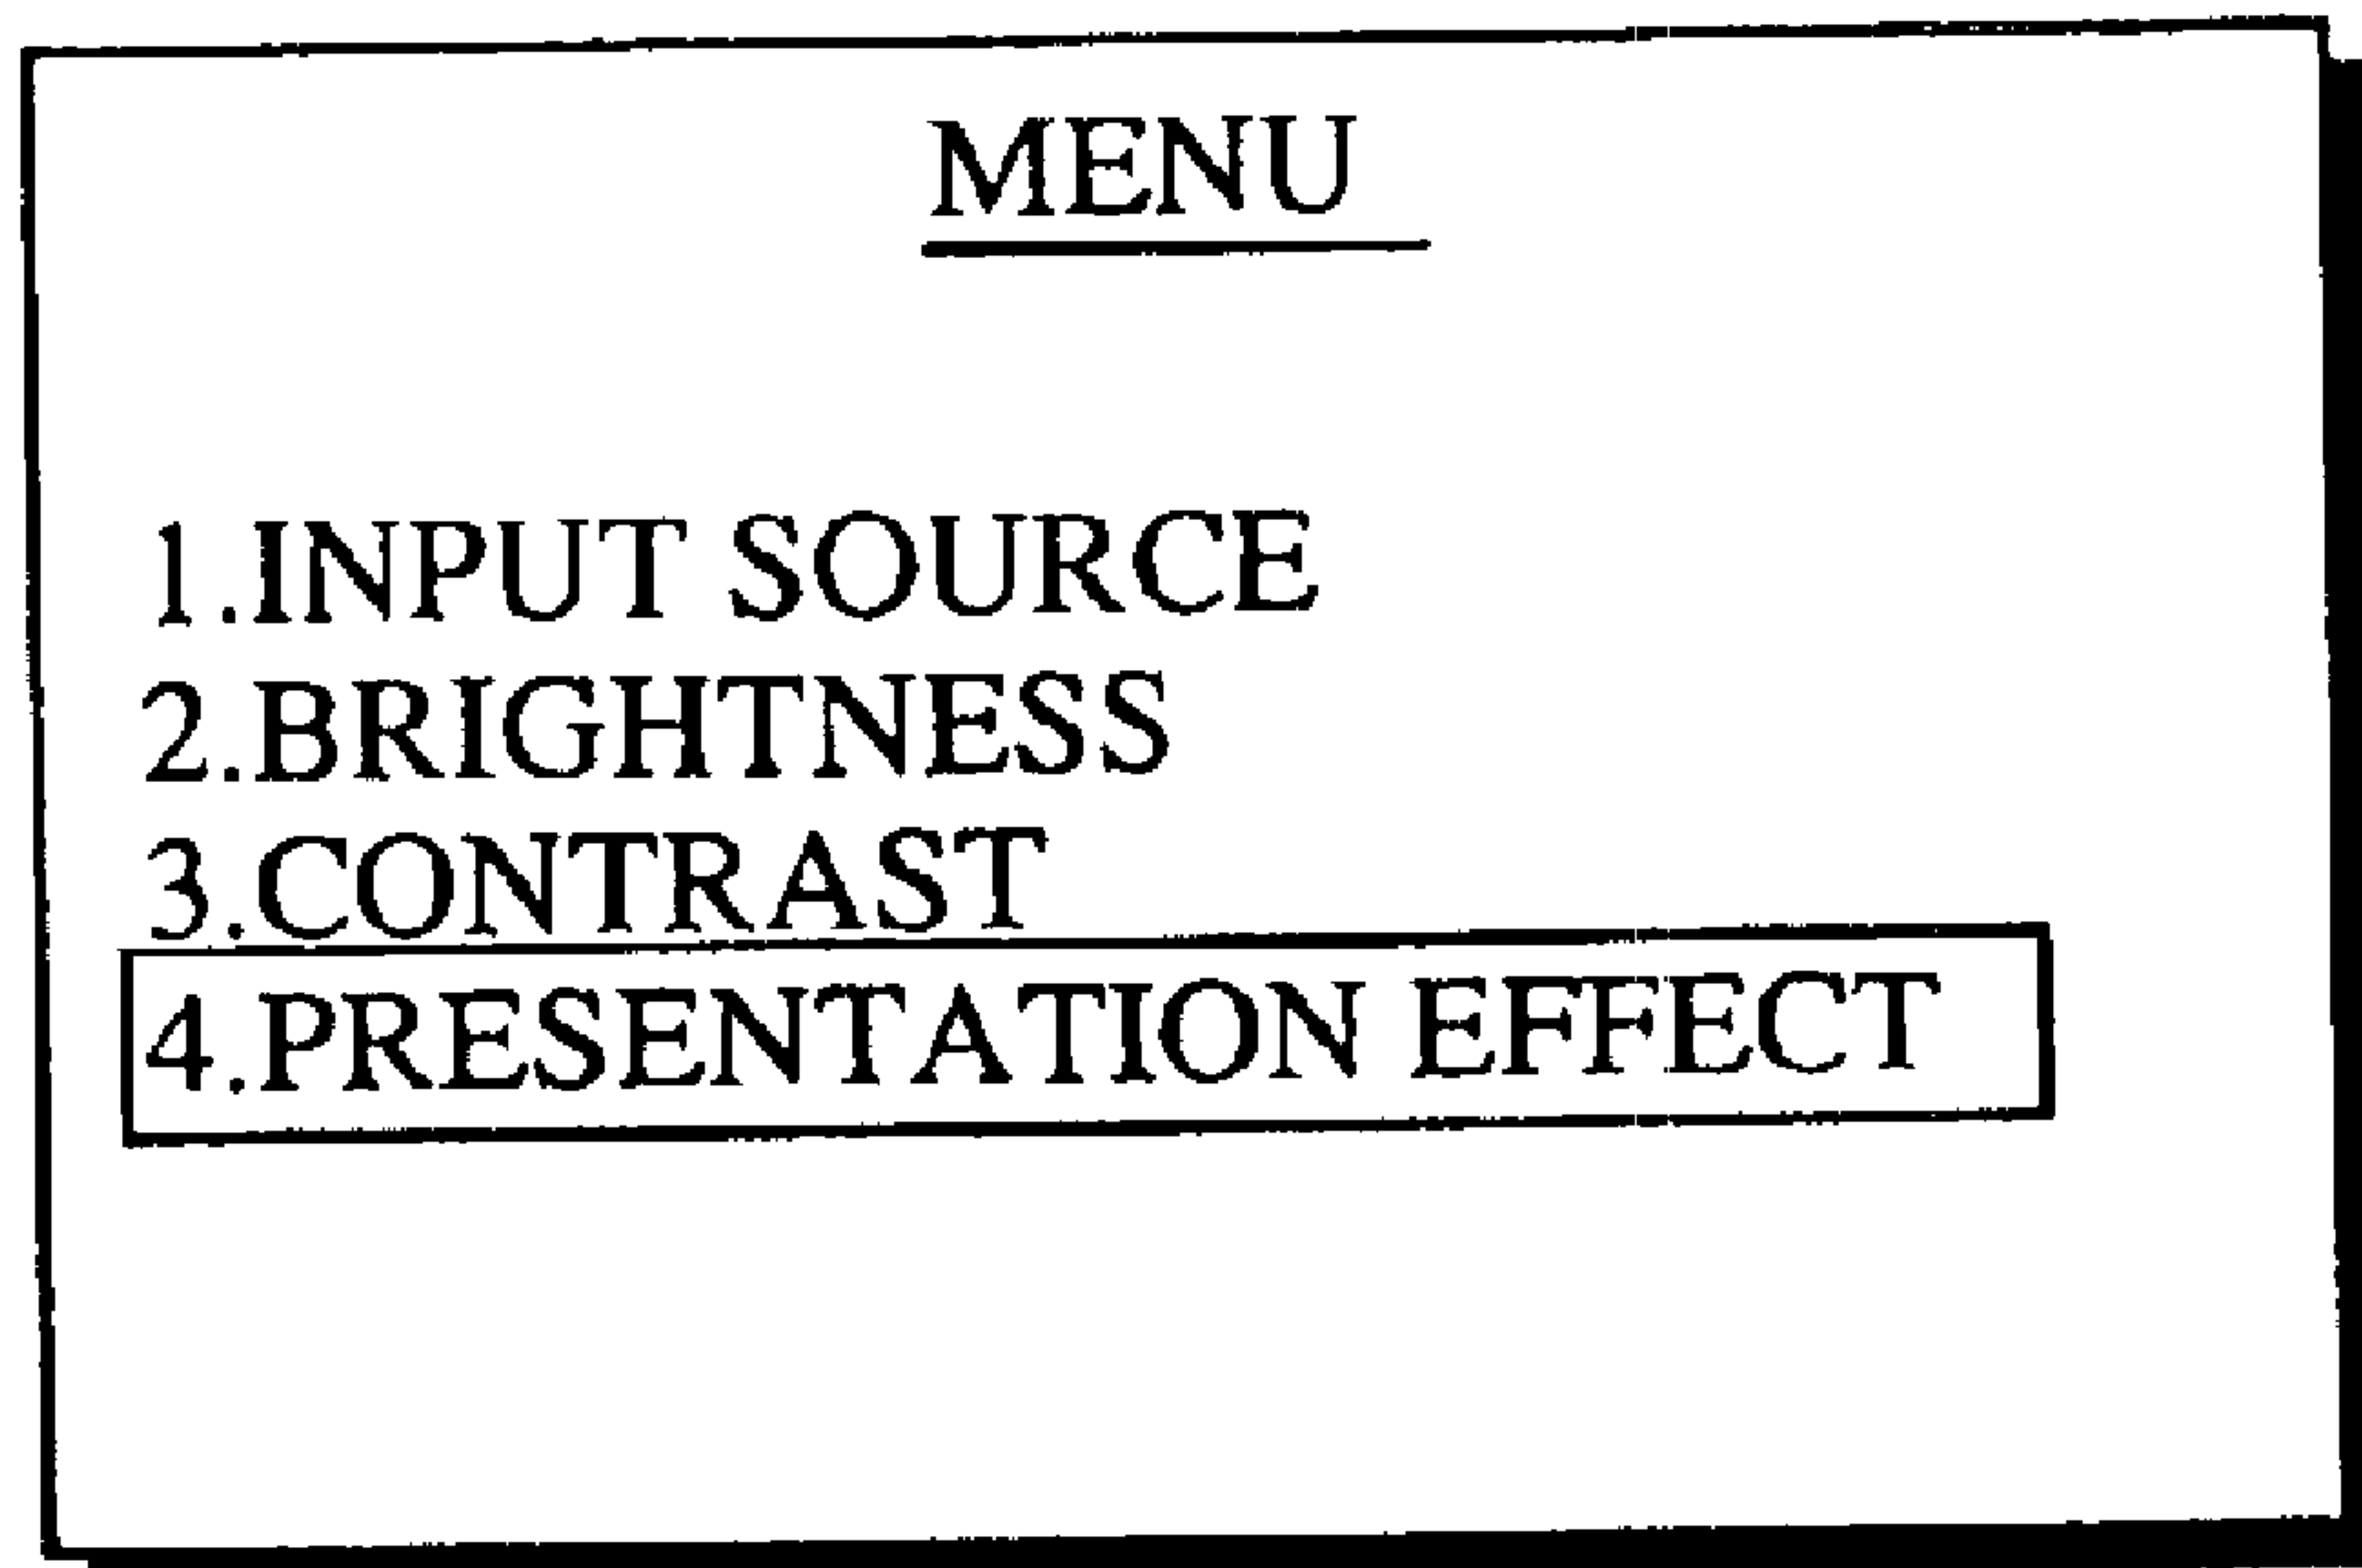 MENU
1.INPUT SOURCE
2.BRIGHTNESS
3.CONTRAST
4.PRESENTATION EFFECT